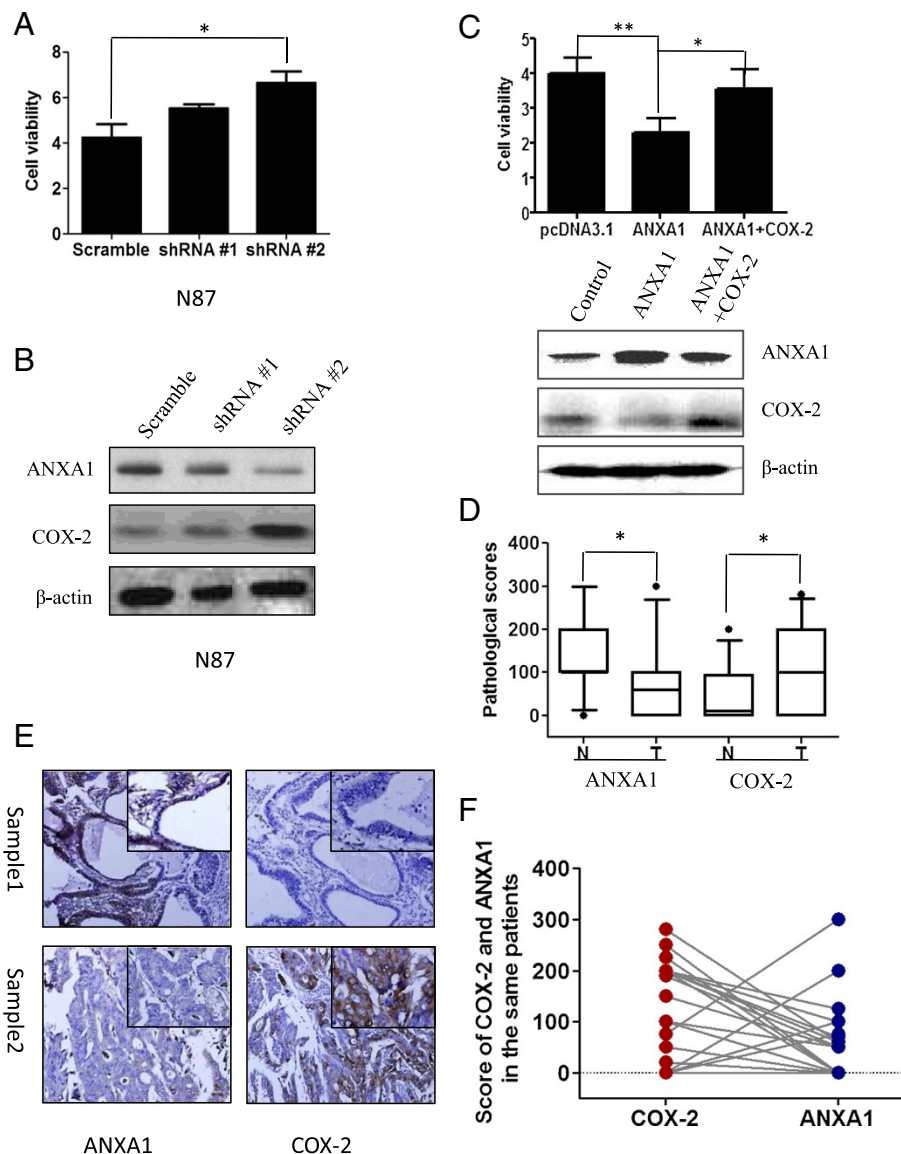 A
*
8
6
4
2
0
Cell viability
Scramble shRNA #1 shRNA #2
N87
B
Scramble shRNA #1 shRNA #2
ANXA1
COX-2
β-actin
N87
C
** *
5
4
3
2
1
0
Cell viability
pcDNA3.1 ANXA1 ANXA1+COX-2
Control ANXA1 ANXA1
+COX-2
ANXA1
COX-2
β-actin
D
* *
400
300
200
100
0
Pathological scores
N T N T
ANXA1 COX-2
E
Sample1
Sample2
ANXA1 COX-2
F
400
300
200
100
0
Score of COX-2 and ANXA1
in the same patients
COX-2 ANXA1